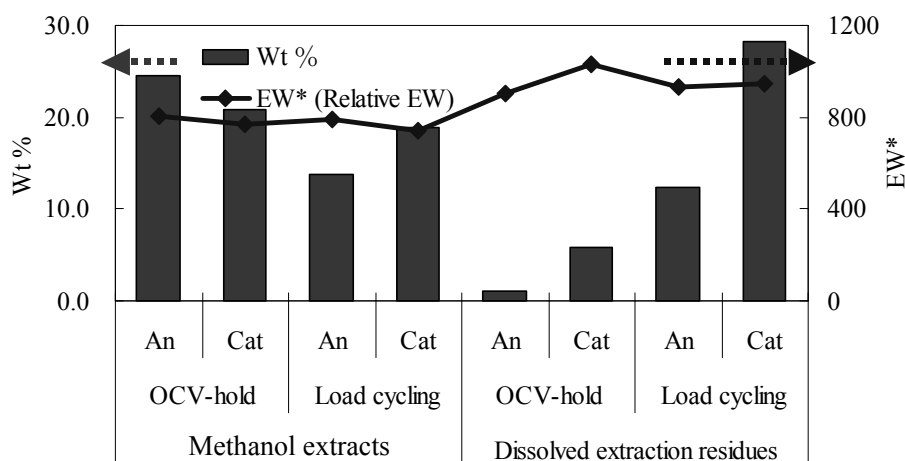 30.0 1200
Wt %
EW* (Relative EW)
20.0 800
Wt %
EW*
10.0 400
0.0 0
An Cat An Cat An Cat An Cat
OCV-hold Load cycling OCV-hold Load cycling
Methanol extracts Dissolved extraction residues